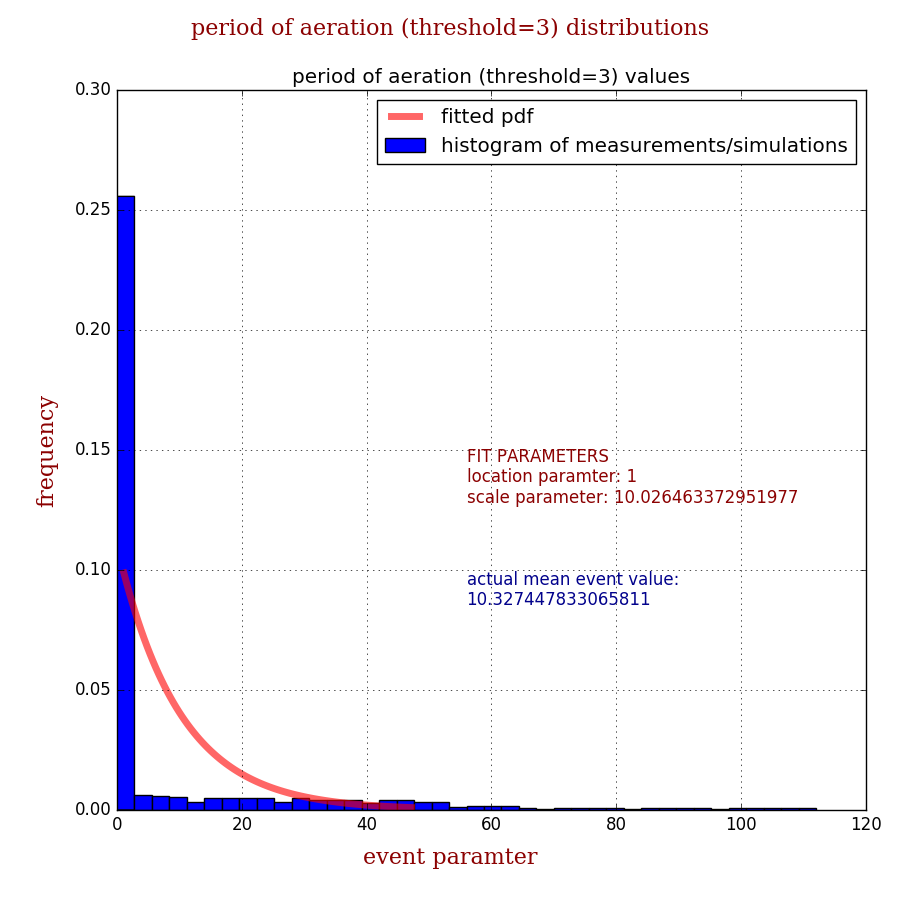 period of aeration (threshold=3) distributions
period of aeration (threshold=3) values
fitted pdf
histogram of measurements/simulations
0.30
0.25
0.20
0.15
0.10
0.05
0.00
frequency
FIT PARAMETERS
location paramter: 1
scale parameter: 10.026463372951977
actual mean event value:
10.327447833065811
0 20 40 60 80 100 120
event paramter